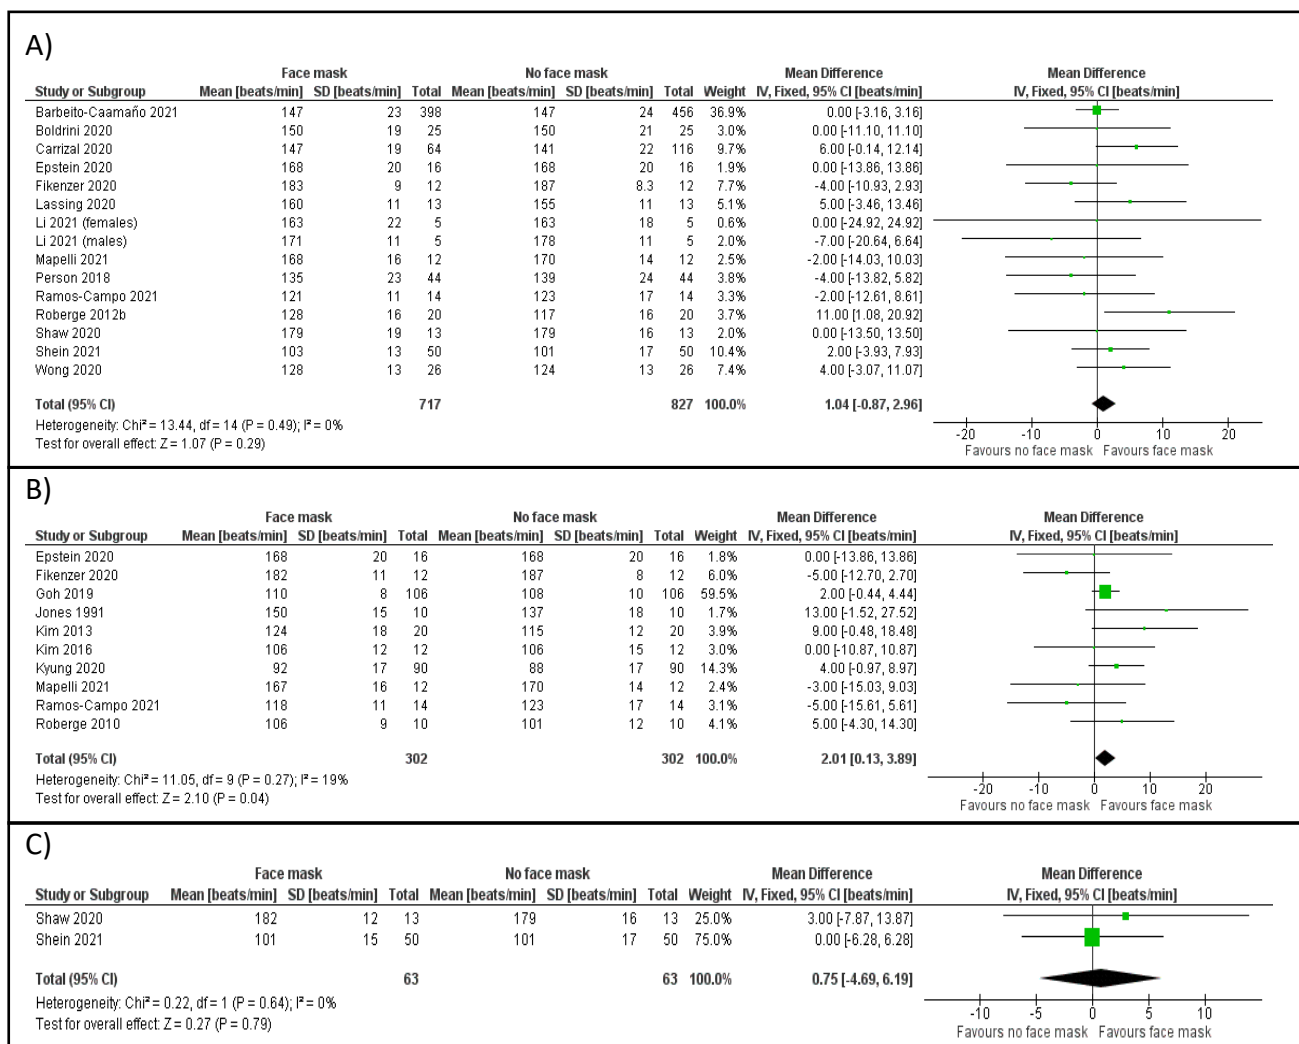 A)
Face mask No face mask Mean Difference Mean Difference
Study or Subgroup Mean [beats/min] SD [beats/min] Total Mean [beats/min] SD [beats/min] Total Weight IV, Fixed, 95% CI [beats/min] IV, Fixed, 95% CI [beats/min]
Barbeito-Caamaño 2021 147 23 398 147 24 456 36.9% 0.00 [-3.16, 3.16]
Boldrini 2020 150 19 25 150 21 25 3.0% 0.00 [-11.10, 11.10]
Carrizal 2020 147 19 64 141 22 116 9.7% 6.00 [-0.14, 12.14]
Epstein 2020 168 20 16 168 20 16 1.9% 0.00 [-13.86, 13.86]
Fikenzer 2020 183 9 12 187 8.3 12 7.7% -4.00 [-10.93, 2.93]
Lassing 2020 160 11 13 155 11 13 5.1% 5.00 [-3.46, 13.46]
Li 2021 (females) 163 22 5 163 18 5 0.6% 0.00 [-24.92, 24.92]
Li 2021 (males) 171 11 5 178 11 5 2.0% -7.00 [-20.64, 6.64]
Mapelli 2021 168 16 12 170 14 12 2.5% -2.00 [-14.03, 10.03]
Person 2018 135 23 44 139 24 44 3.8% -4.00 [-13.82, 5.82]
Ramos-Campo 2021 121 11 14 123 17 14 3.3% -2.00 [-12.61, 8.61]
Roberge 2012b 128 16 20 117 16 20 3.7% 11.00 [1.08, 20.92]
Shaw 2020 179 19 13 179 16 13 2.0% 0.00 [-13.50, 13.50]
Shein 2021 103 13 50 101 17 50 10.4% 2.00 [-3.93, 7.93]
Wong 2020 128 13 26 124 13 26 7.4% 4.00 [-3.07, 11.07]
Total (95% CI) 717 827 100.0% 1.04 [-0.87, 2.96]
Heterogeneity: Chi² = 13.44, df = 14 (P = 0.49); I² = 0%
Test for overall effect: Z = 1.07 (P = 0.29)
-20 -10 0 10 20
Favours no face mask Favours face mask
B)
Face mask No face mask Mean Difference Mean Difference
Study or Subgroup Mean [beats/min] SD [beats/min] Total Mean [beats/min] SD [beats/min] Total Weight IV, Fixed, 95% CI [beats/min] IV, Fixed, 95% CI [beats/min]
Epstein 2020 168 20 16 168 20 16 1.8% 0.00 [-13.86, 13.86]
Fikenzer 2020 182 11 12 187 8 12 6.0% -5.00 [-12.70, 2.70]
Goh 2019 110 8 106 108 10 106 59.5% 2.00 [-0.44, 4.44]
Jones 1991 150 15 10 137 18 10 1.7% 13.00 [-1.52, 27.52]
Kim 2013 124 18 20 115 12 20 3.9% 9.00 [-0.48, 18.48]
Kim 2016 106 12 12 106 15 12 3.0% 0.00 [-10.87, 10.87]
Kyung 2020 92 17 90 88 17 90 14.3% 4.00 [-0.97, 8.97]
Mapelli 2021 167 16 12 170 14 12 2.4% -3.00 [-15.03, 9.03]
Ramos-Campo 2021 118 11 14 123 17 14 3.1% -5.00 [-15.61, 5.61]
Roberge 2010 106 9 10 101 12 10 4.1% 5.00 [-4.30, 14.30]
Total (95% CI) 302 302 100.0% 2.01 [0.13, 3.89]
Heterogeneity: Chi² = 11.05, df = 9 (P = 0.27); I² = 19%
Test for overall effect: Z = 2.10 (P = 0.04)
-20 -10 0 10 20
Favours no face mask Favours face mask
C)
Face mask No face mask Mean Difference Mean Difference
Study or Subgroup Mean [beats/min] SD [beats/min] Total Mean [beats/min] SD [beats/min] Total Weight IV, Fixed, 95% CI [beats/min] IV, Fixed, 95% CI [beats/min]
Shaw 2020 182 12 13 179 16 13 25.0% 3.00 [-7.87, 13.87]
Shein 2021 101 15 50 101 17 50 75.0% 0.00 [-6.28, 6.28]
Total (95% CI) 63 63 100.0% 0.75 [-4.69, 6.19]
Heterogeneity: Chi² = 0.22, df = 1 (P = 0.64); I² = 0%
Test for overall effect: Z = 0.27 (P = 0.79)
-10 -5 0 5 10
Favours no face mask Favours face mask